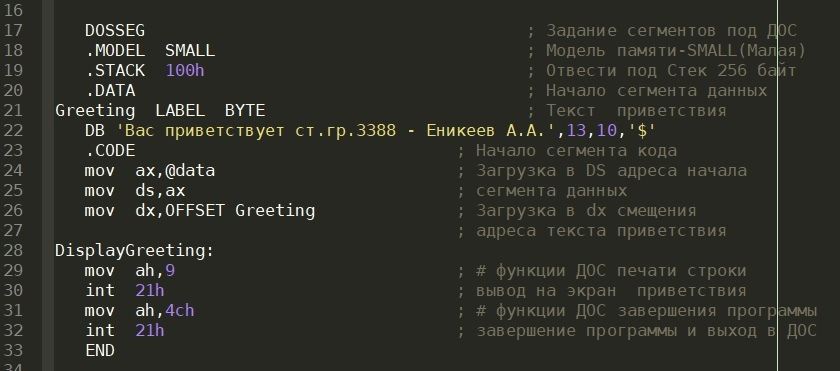 16
17 DOSSEG ; Задание сегментов под ДОС
18 .MODEL SMALL ; Модель памяти-SMALL(Малая)
19 .STACK 100h ; Отвести под Стек 256 байт
20 .DATA ; Начало сегмента данных
21 Greeting LABEL BYTE ; Текст приветствия
22 DB 'Вас приветствует ст.гр.3388 - Еникеев А.А.',13,10,'$'
23 .CODE ; Начало сегмента кода
24 mov ax,@data ; Загрузка в DS адреса начала
25 mov ds,ax ; сегмента данных
26 mov dx,OFFSET Greeting ; Загрузка в dx смещения
27 ; адреса текста приветствия
28 DisplayGreeting:
29 mov ah,9 ; # функции ДОС печати строки
30 int 21h ; вывод на экран приветствия
31 mov ah,4ch ; # функции ДОС завершения программы
32 int 21h ; завершение программы и выход в ДОС
33 END
34